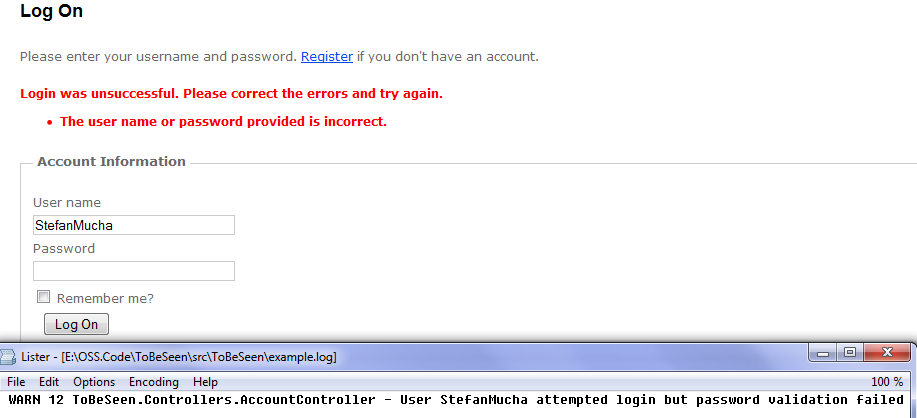 Log On
Please enter your username and password. Register if you don't have an account.
Login was unsuccessful. Please correct the errors and try again.
• The user name or password provided is incorrect.
Account Information
User name
StefanMucha
Password
Remember me?
Log On
Lister - [E:\OSS.Code\ToBeSeen\src\ToBeSeen\example.log]
File Edit Options Encoding Help 100 %
WARN 12 ToBeSeen.Controllers.AccountController - User StefanMucha attempted login but password validation failed